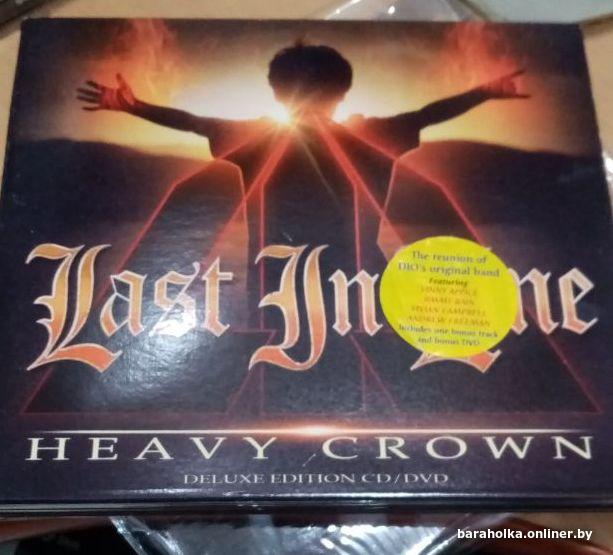 Last In Line
The reunion of
DIO's original band
Featuring
VINNY APPICE
JIMMY BAIN
VIVIAN CAMPBELL
ANDREW FREEMAN
Includes one bonus track
and bonus DVD
HEAVY CROWN
DELUXE EDITION CD/DVD
baraholka.onliner.by